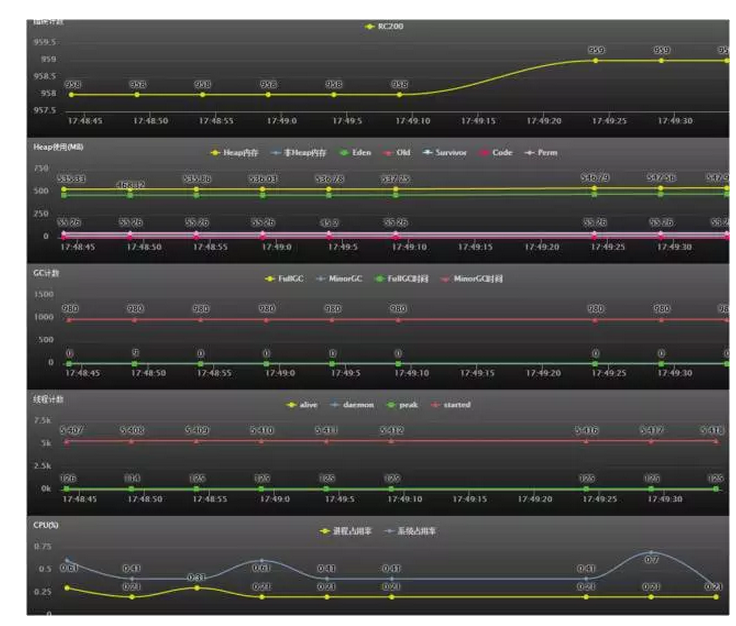 RC200
959.5
959 959 959
958.5 958 958 958 958 958 958
958
957.5
17:48:45 17:48:50 17:48:55 17:49:0 17:49:5 17:49:10 17:49:15 17:49:20 17:49:25 17:49:30
Heap使用(MB)
Heap内存 非Heap内存 Eden Old Survivor Code Perm
750
535.33 468.32 535.86 536.03 536.78 537.25 546.79 547.56 547.9
500
250
55.26 55.26 55.26 55.26 45.2 55.26 55.26 55.26 55.2
0
17:48:45 17:48:50 17:48:55 17:49:0 17:49:5 17:49:10 17:49:15 17:49:20 17:49:25 17:49:30
GC计数
FullGC MinorGC FullGC时间 MinorGC时间
1500
980 980 980 980 980 980 980 980 98
1000
500
0 9 0 0 0 0 0 0 0
0
17:48:45 17:48:50 17:48:55 17:49:0 17:49:5 17:49:10 17:49:15 17:49:20 17:49:25 17:49:30
线程计数
alive daemon peak started
7.5k
5 407 5 408 5 409 5 410 5 411 5 412 5 416 5 417 5 418
5k
2.5k
126 114 125 125 125 125 125 125 125
0k
17:48:45 17:48:50 17:48:55 17:49:0 17:49:5 17:49:10 17:49:15 17:49:20 17:49:25 17:49:30
CPU(%)
进程占用率 系统占用率
0.75
0.5 0.61 0.41 0.61 0.41 0.41 0.41 0.7
0.31
0.25 0.21 0.21 0.21 0.21 0.21 0.21 0.21
0